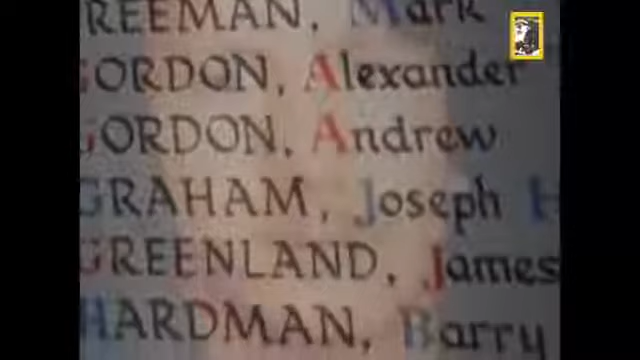 REEMAN, Mark
GORDON, Alexander
GORDON, Andrew
GRAHAM, Joseph H
GREENLAND, James
HARDMAN, Barry